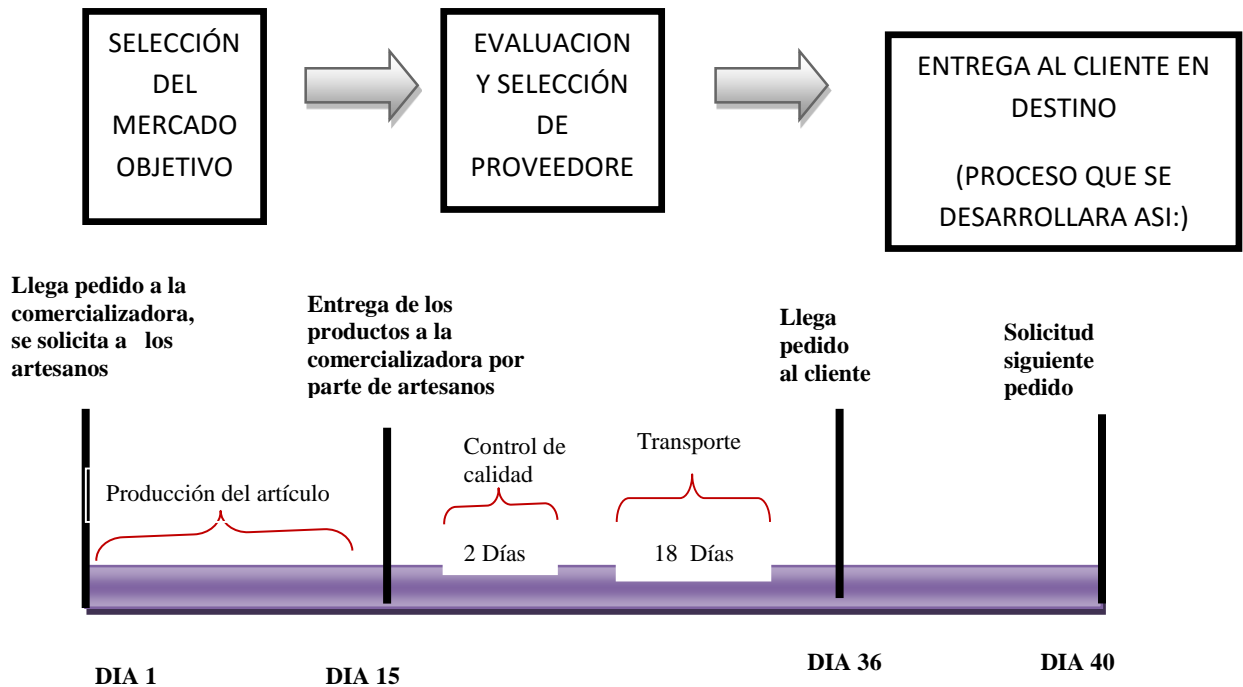 SELECCIÓN
DEL
MERCADO
OBJETIVO
EVALUACION
Y SELECCIÓN
DE
PROVEEDORE
ENTREGA AL CLIENTE EN
DESTINO
(PROCESO QUE SE
DESARROLLARA ASI:)
Llega pedido a la
comercializadora,
se solicita a los
artesanos
Entrega de los
productos a la
comercializadora por
parte de artesanos
Llega
pedido
al cliente
Solicitud
siguiente
pedido
Producción del artículo
Control de
calidad
Transporte
2 Días
18 Días
DIA 1
DIA 15
DIA 36
DIA 40